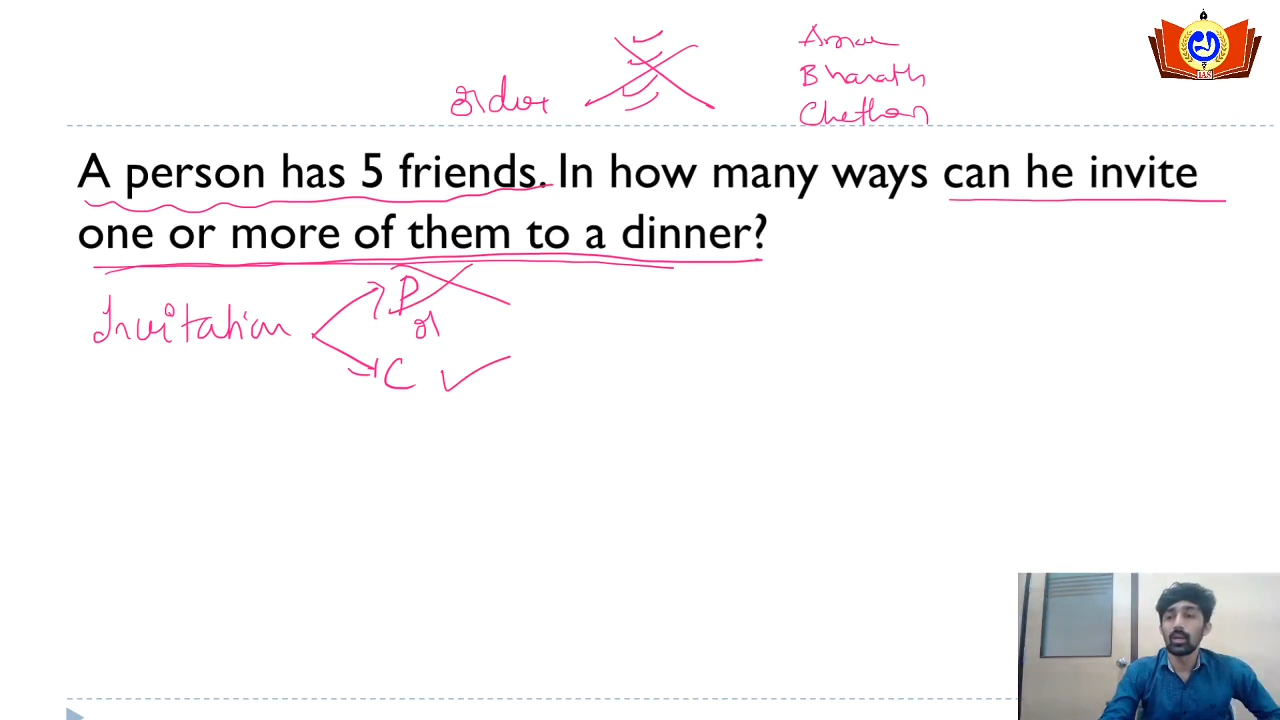 order
Amar
Bharath
Chethan
A person has 5 friends. In how many ways can he invite
one or more of them to a dinner?
Invitation
P
or
C